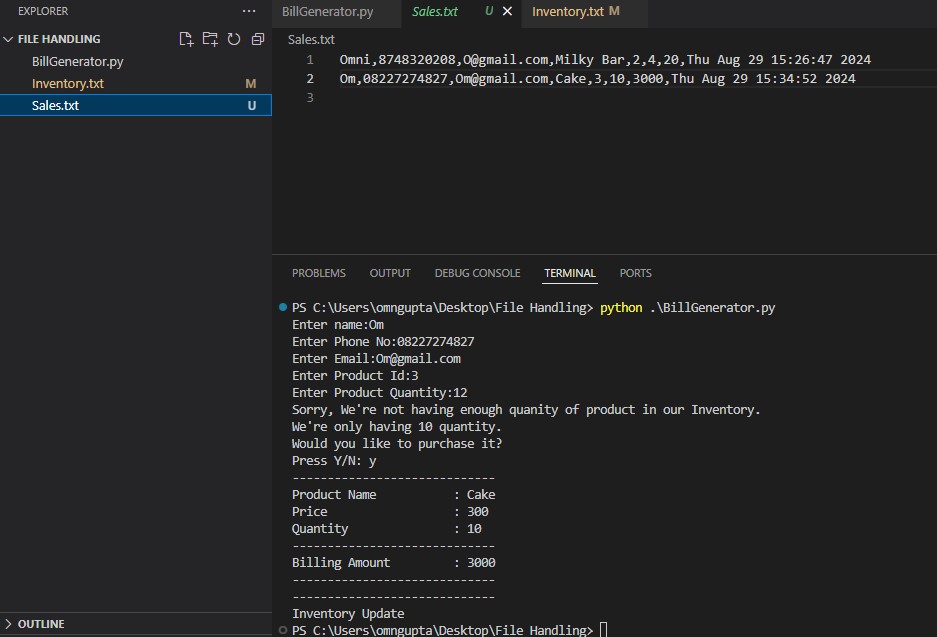 EXPLORER ...
FILE HANDLING
BillGenerator.py
Inventory.txt M
Sales.txt U
OUTLINE
BillGenerator.py Sales.txt U Inventory.txt M
Sales.txt
1 Omni,8748320208,O@gmail.com,Milky Bar,2,4,20,Thu Aug 29 15:26:47 2024
2 Om,08227274827,Om@gmail.com,Cake,3,10,3000,Thu Aug 29 15:34:52 2024
3
PROBLEMS OUTPUT DEBUG CONSOLE TERMINAL PORTS
PS C:\Users\omngupta\Desktop\File Handling> python .\BillGenerator.py
Enter name:Om
Enter Phone No:08227274827
Enter Email:Om@gmail.com
Enter Product Id:3
Enter Product Quantity:12
Sorry, We're not having enough quanity of product in our Inventory.
We're only having 10 quantity.
Would you like to purchase it?
Press Y/N: y
-----------------------------
Product Name : Cake
Price : 300
Quantity : 10
-----------------------------
Billing Amount : 3000
-----------------------------
-----------------------------
Inventory Update
PS C:\Users\omngupta\Desktop\File Handling>